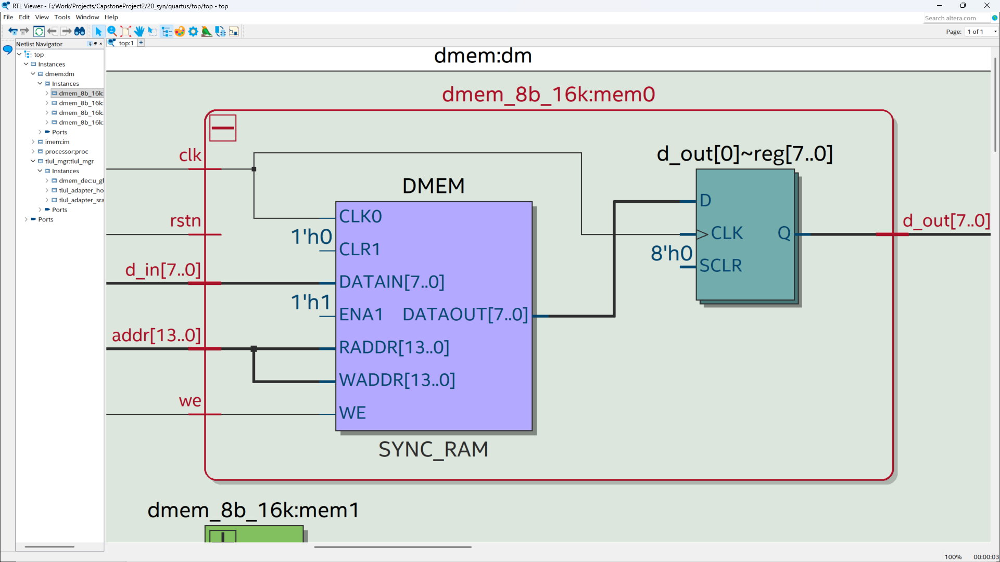 RTL Viewer - F:/Work/Projects/CapstoneProject2/20_syn/quartus/top/top - top
File Edit View Tools Window Help
Search altera.com
Page: 1 of 1
Netlist Navigator
top:1
top
Instances
dmem:dm
Instances
dmem_8b_16k:
dmem_8b_16k:
dmem_8b_16k:
dmem_8b_16k:
Ports
imem:im
processor:proc
tlul_mgr:tlul_mgr
Instances
dmem_dec:u_gl
tlul_adapter_ho
tlul_adapter_sra
Ports
Ports
dmem:dm
dmem_8b_16k:mem0
clk
rstn
d_in[7..0]
addr[13..0]
we
DMEM
CLK0
1'h0
CLR1
DATAIN[7..0]
1'h1
ENA1 DATAOUT[7..0]
RADDR[13..0]
WADDR[13..0]
WE
SYNC_RAM
d_out[0]~reg[7..0]
D
CLK Q
8'h0
SCLR
d_out[7..0]
dmem_8b_16k:mem1
100% 00:00:03